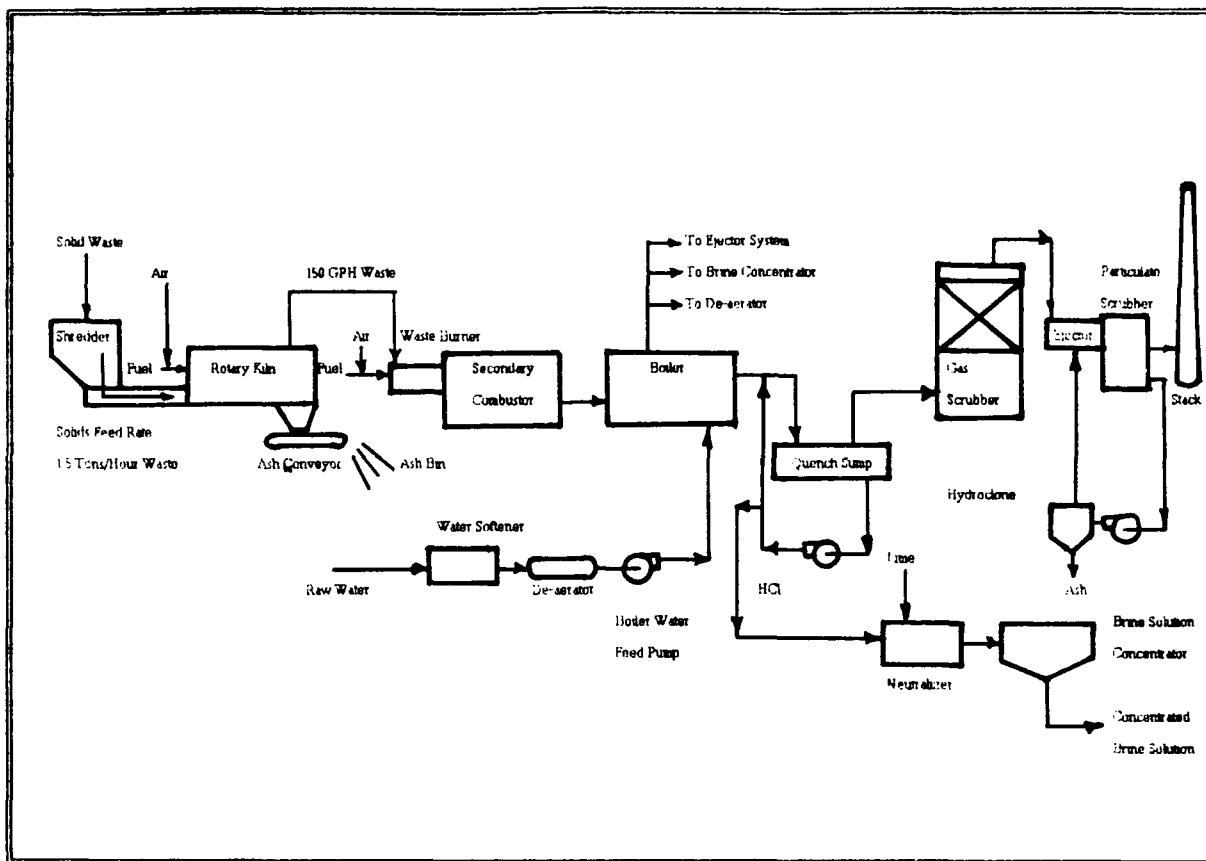 Solid Waste
Air
150 GPH Waste
Shredder
Fuel
Rotary Kiln
Fuel
Air
Waste Burner
Secondary
Combustor
Solids Feed Rate
1.5 Tons/Hour Waste
Ash Conveyor
Ash Bin
To Ejector System
To Brine Concentrator
To De-aerator
Boiler
Water Softener
Raw Water
De-aerator
Boiler Water
Feed Pump
Quench Sump
HCl
Gas
Scrubber
Particulate
Scrubber
Ejector
Stack
Hydroclone
Ash
Lime
Neutralizer
Brine Solution
Concentrator
Concentrated
Brine Solution